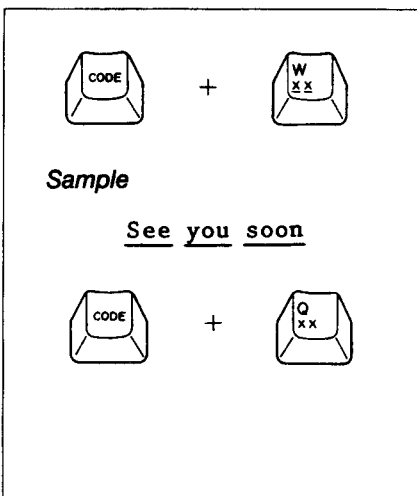 CODE + W
x x
Sample
See you soon
CODE + Q
x x